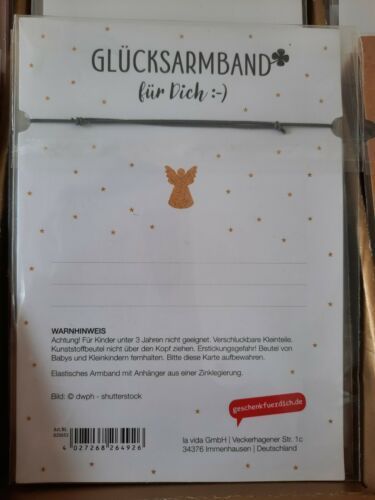 GLÜCKSARMBAND
für Dich :-)
WARNHINWEIS
Achtung! Für Kinder unter 3 Jahren nicht geeignet. Verschluckbare Kleinteile.
Kunststoffbeutel nicht über den Kopf ziehen. Erstickungsgefahr! Beutel von
Babys und Kleinkindern fernhalten. Bitte diese Karte aufbewahren.
Elastisches Armband mit Anhänger aus einer Zinklegierung.
Bild: © dwph - shutterstock
geschenkfuerdich.de
Art.Nr.
4 027268 264926
la vida GmbH | Veckerhagener Str. 1c
34376 Immenhausen | Deutschland